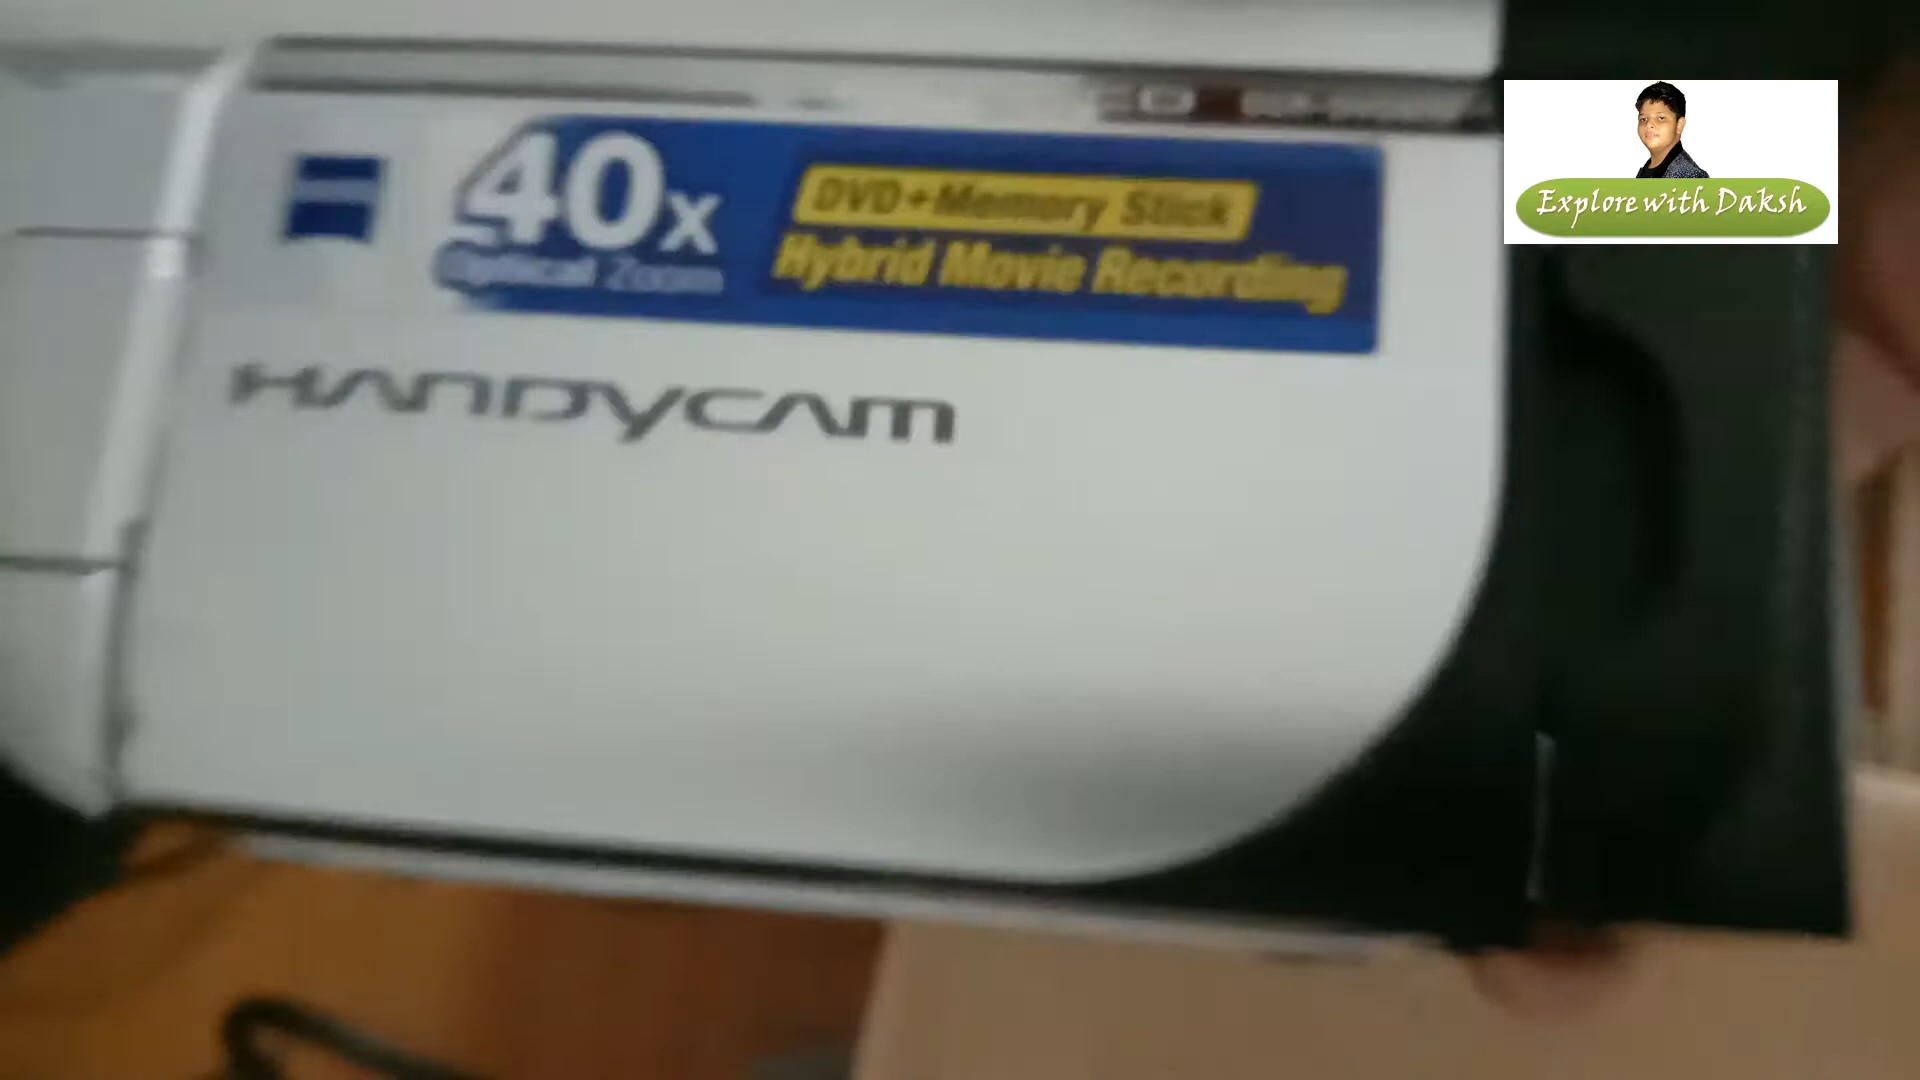 40x
Optical Zoom
DVD+Memory Stick
Hybrid Movie Recording
HANDYCAM
Explore with Daksh